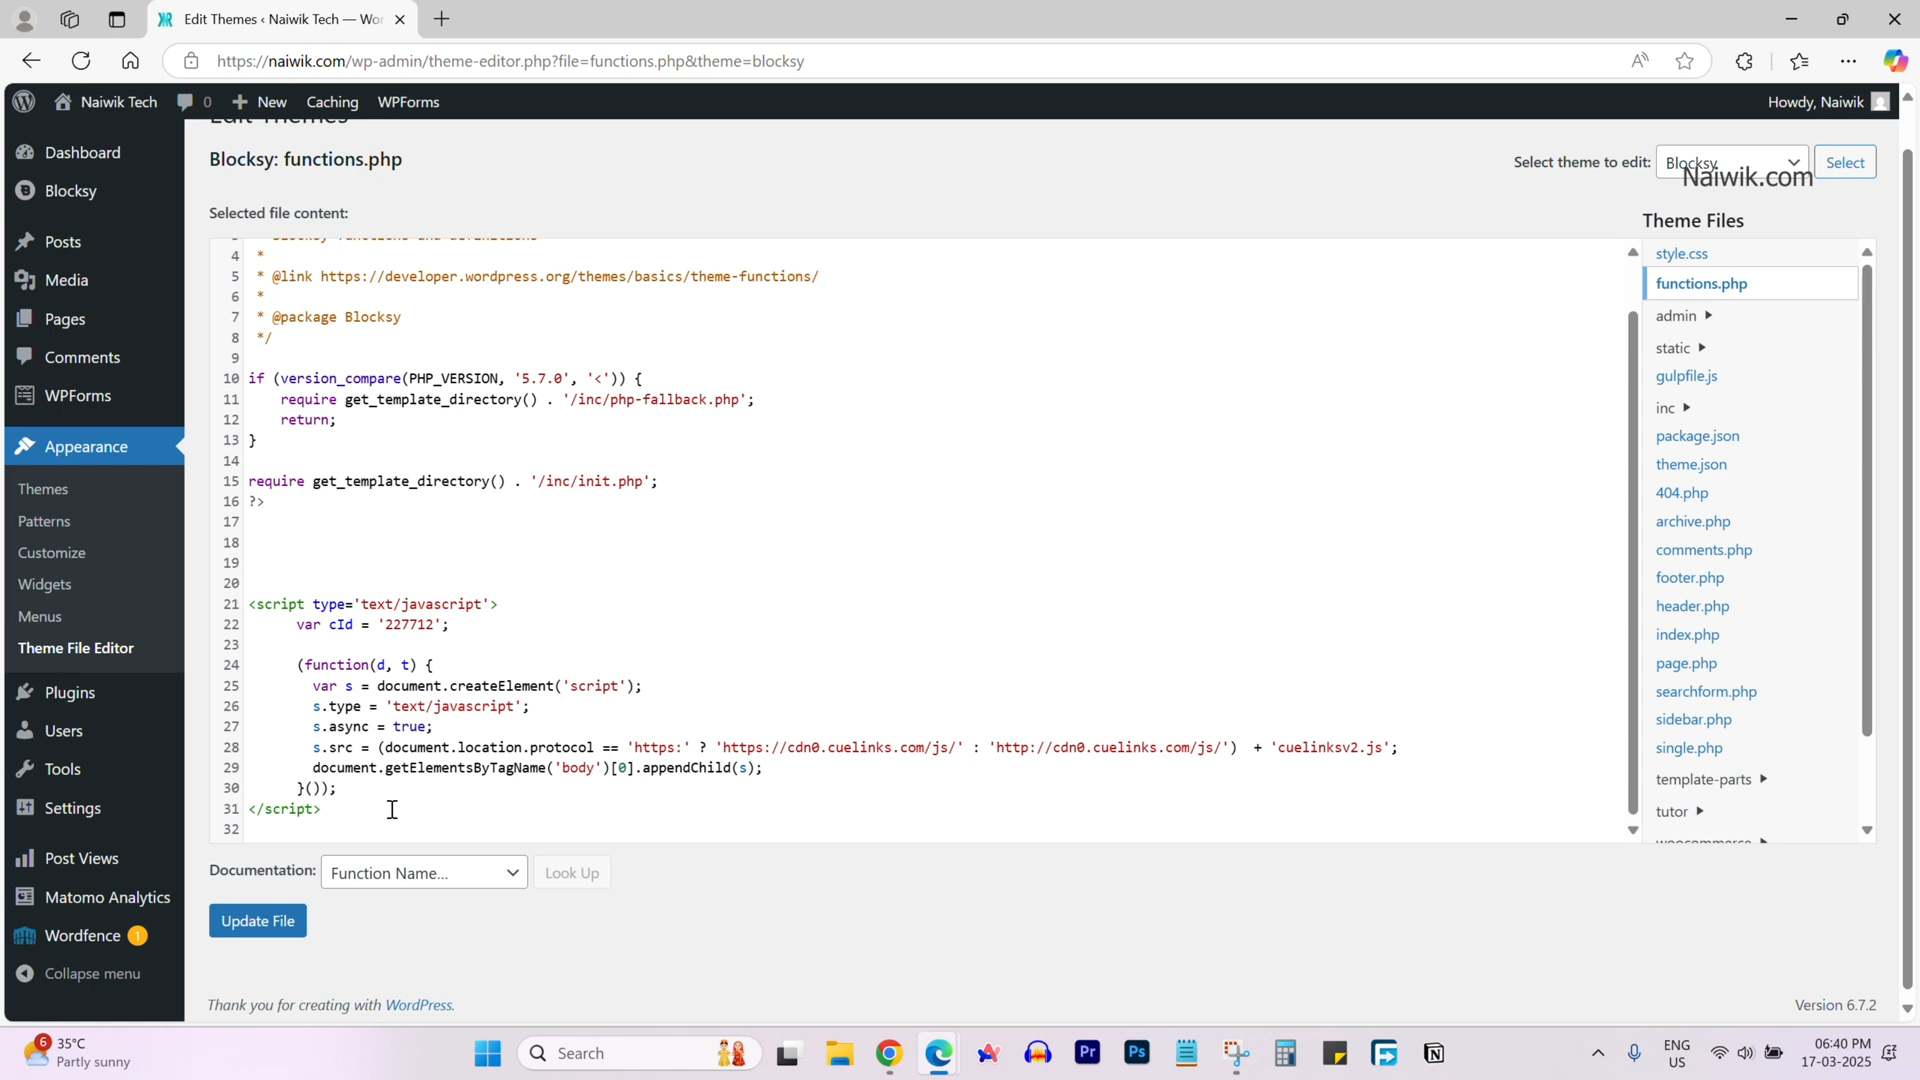 Edit Themes ‹ Naiwik Tech — Wor
https://naiwik.com/wp-admin/theme-editor.php?file=functions.php&theme=blocksy
Naiwik Tech
0
New
Caching
WPForms
Howdy, Naiwik
Dashboard
Blocksy
Posts
Media
Pages
Comments
WPForms
Appearance
Themes
Patterns
Customize
Widgets
Menus
Theme File Editor
Plugins
Users
Tools
Settings
Post Views
Matomo Analytics
Wordfence 1
Collapse menu
Edit Themes
Blocksy: functions.php
Select theme to edit: Blocksy
Select
Naiwik.com
Selected file content:
3 * Blocksy functions and definitions
4 *
5 * @link https://developer.wordpress.org/themes/basics/theme-functions/
6 *
7 * @package Blocksy
8 */
9
10 if (version_compare(PHP_VERSION, '5.7.0', '<')) {
11 require get_template_directory() . '/inc/php-fallback.php';
12 return;
13 }
14
15 require get_template_directory() . '/inc/init.php';
16 ?>
17
18
19
20
21 <script type='text/javascript'>
22 var cId = '227712';
23
24 (function(d, t) {
25 var s = document.createElement('script');
26 s.type = 'text/javascript';
27 s.async = true;
28 s.src = (document.location.protocol == 'https:' ? 'https://cdn0.cuelinks.com/js/' : 'http://cdn0.cuelinks.com/js/') + 'cuelinksv2.js';
29 document.getElementsByTagName('body')[0].appendChild(s);
30 }());
31 </script>
32
Theme Files
style.css
functions.php
admin
static
gulpfile.js
inc
package.json
theme.json
404.php
archive.php
comments.php
footer.php
header.php
index.php
page.php
searchform.php
sidebar.php
single.php
template-parts
tutor
woocommerce
Documentation: Function Name...
Look Up
Update File
Thank you for creating with WordPress.
Version 6.7.2
6
35°C
Partly sunny
Search
Pr
Ps
ENG
US
06:40 PM
17-03-2025